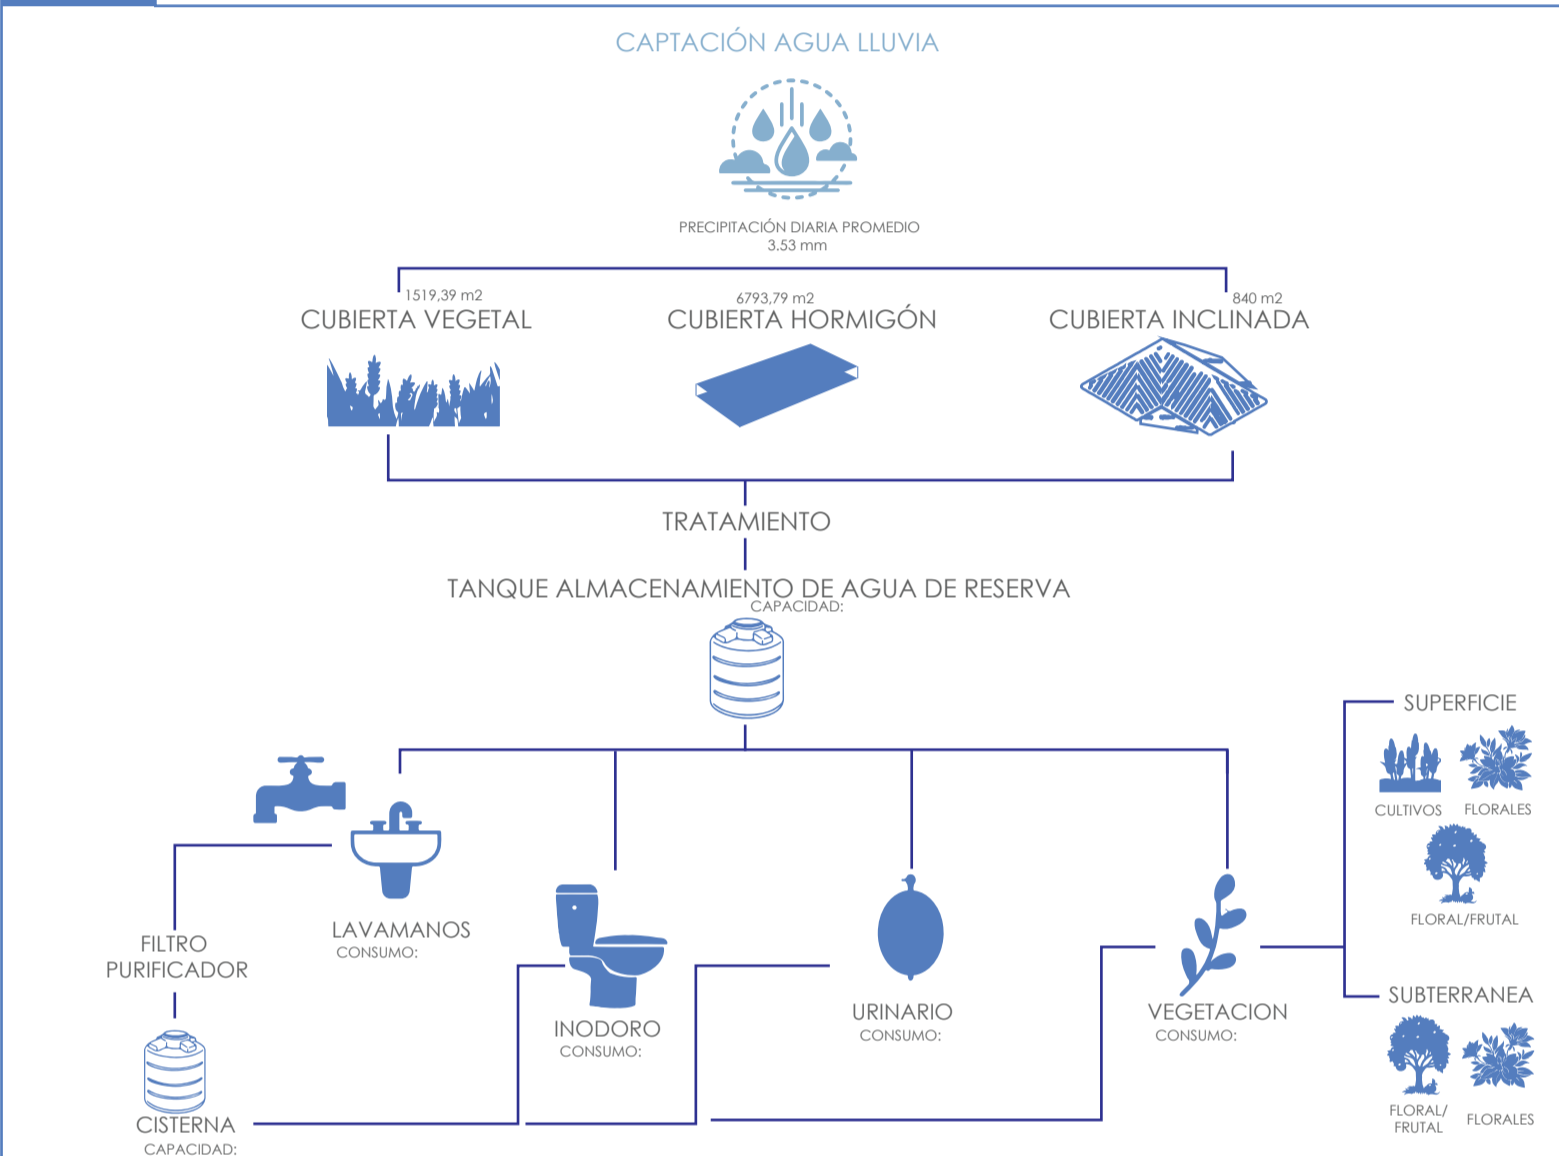 CAPTACIÓN AGUA LLUVIA
PRECIPITACIÓN DIARIA PROMEDIO
3.53 mm
1519,39 m2
CUBIERTA VEGETAL
6793,79 m2
CUBIERTA HORMIGÓN
840 m2
CUBIERTA INCLINADA
TRATAMIENTO
TANQUE ALMACENAMIENTO DE AGUA DE RESERVA
CAPACIDAD:
LAVAMANOS
CONSUMO:
FILTRO
PURIFICADOR
CISTERNA
CAPACIDAD:
INODORO
CONSUMO:
URINARIO
CONSUMO:
VEGETACION
CONSUMO:
SUPERFICIE
CULTIVOS
FLORALES
FLORAL/FRUTAL
SUBTERRANEA
FLORAL/
FRUTAL
FLORALES